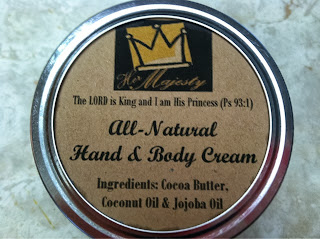 Her Majesty
The LORD is King and I am His Princess (Ps 93:1)
All-Natural
Hand & Body Cream
Ingredients: Cocoa Butter,
Coconut Oil & Jojoba Oil